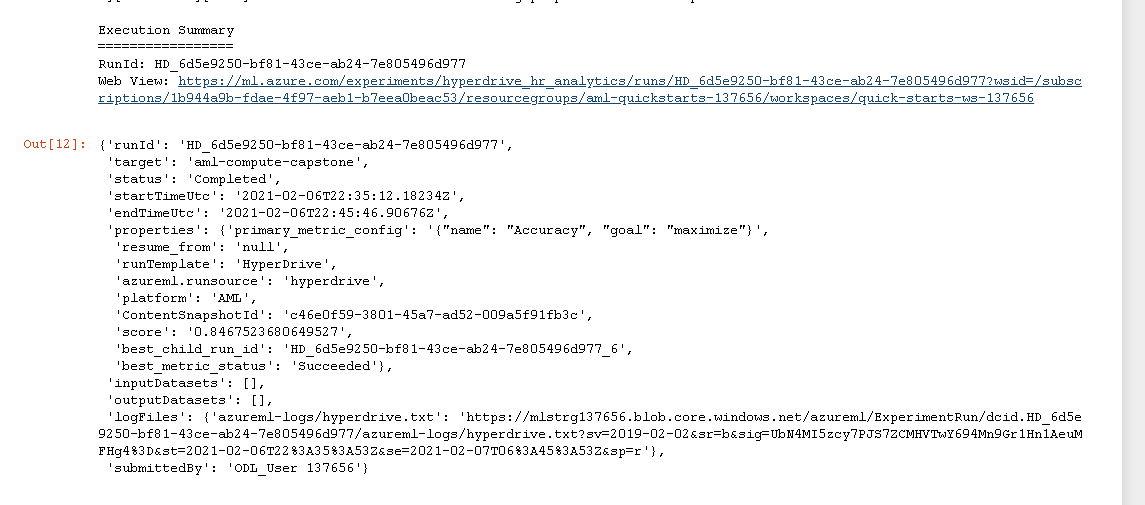 Execution Summary
=================
RunId: HD_6d5e9250-bf81-43ce-ab24-7e805496d977
Web View: https://ml.azure.com/experiments/hyperdrive_hr_analytics/runs/HD_6d5e9250-bf81-43ce-ab24-7e805496d977?wsid=/subsc
riptions/1b944a9b-fdae-4f97-aeb1-b7eea0beac53/resourcegroups/aml-quickstarts-137656/workspaces/quick-starts-ws-137656
Out[12]: {'runId': 'HD_6d5e9250-bf81-43ce-ab24-7e805496d977',
'target': 'aml-compute-capstone',
'status': 'Completed',
'startTimeUtc': '2021-02-06T22:35:12.18234Z',
'endTimeUtc': '2021-02-06T22:45:46.90676Z',
'properties': {'primary_metric_config': '{"name": "Accuracy", "goal": "maximize"}',
'resume_from': 'null',
'runTemplate': 'HyperDrive',
'azureml.runsource': 'hyperdrive',
'platform': 'AML',
'ContentSnapshotId': 'c46e0f59-3801-45a7-ad52-009a5f91fb3c',
'score': '0.8467523680649527',
'best_child_run_id': 'HD_6d5e9250-bf81-43ce-ab24-7e805496d977_6',
'best_metric_status': 'Succeeded'},
'inputDatasets': [],
'outputDatasets': [],
'logFiles': {'azureml-logs/hyperdrive.txt': 'https://mlstrg137656.blob.core.windows.net/azureml/ExperimentRun/dcid.HD_6d5e
9250-bf81-43ce-ab24-7e805496d977/azureml-logs/hyperdrive.txt?sv=2019-02-02&sr=b&sig=UbN4MI5zcy7PJS7ZCMHVTwY694Mn9Gr1Hn1AeuM
FHg4%3D&st=2021-02-06T22%3A35%3A53Z&se=2021-02-07T06%3A45%3A53Z&sp=r'},
'submittedBy': 'ODL_User 137656'}